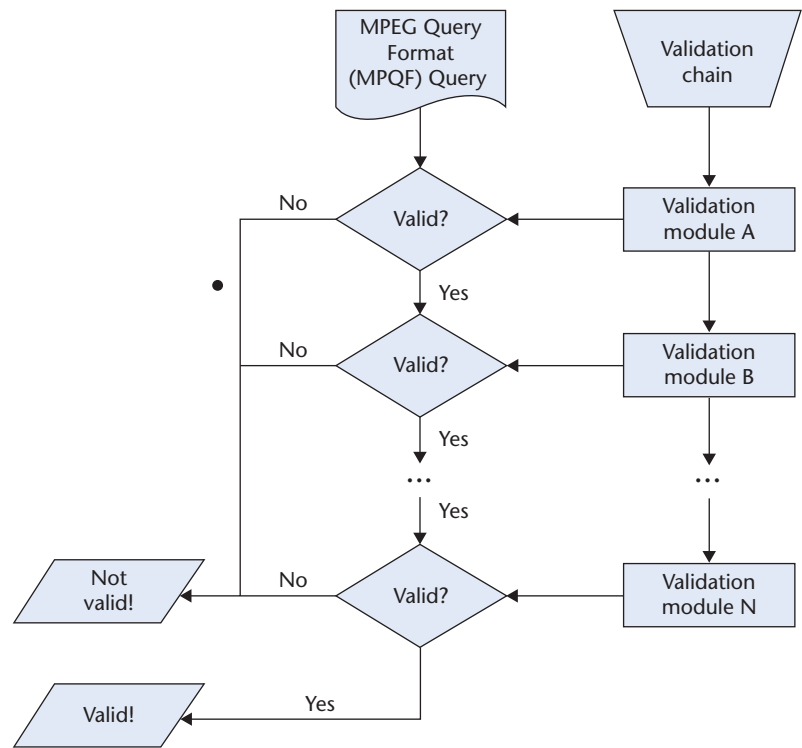 MPEG Query
Format
(MPQF) Query
Validation
chain
No
Valid?
Validation
module A
Yes
No
Valid?
Validation
module B
Yes
...
...
Yes
Not
valid!
No
Valid?
Validation
module N
Valid!
Yes